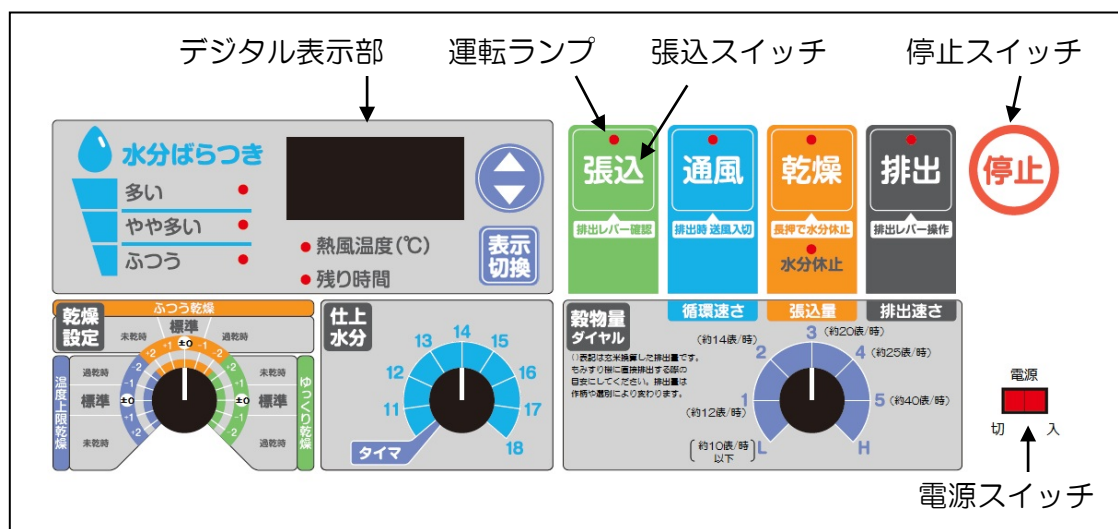 デジタル表示部
運転ランプ
張込スイッチ
停止スイッチ
水分ばらつき
多い
やや多い
ふつう
熱風温度(℃)
残り時間
表示
切換
張込
排出レバー確認
通風
排出時 送風入切
乾燥
長押で水分休止
水分休止
排出
排出レバー操作
停止
乾燥
設定
ふつう乾燥
未乾時
標準
過乾時
-2
-1
±0
+1
+2
温度上限乾燥
過乾時
標準
未乾時
-2
-1
±0
-1
-2
ゆっくり乾燥
未乾時
標準
過乾時
-2
-1
±0
-1
-2
仕上
水分
11
12
13
14
15
16
17
18
タイマ
穀物量
ダイヤル
循環速さ
張込量
排出速さ
( )表記は玄米換算した排出量です。
もみすり機に直接排出する際の
目安にしてください。排出量は
作柄や選別により変わります。
L
(約10俵/時
以下)
1
(約12俵/時)
2
(約14俵/時)
3
(約20俵/時)
4
(約25俵/時)
5
(約40俵/時)
H
電源
切 入
電源スイッチ